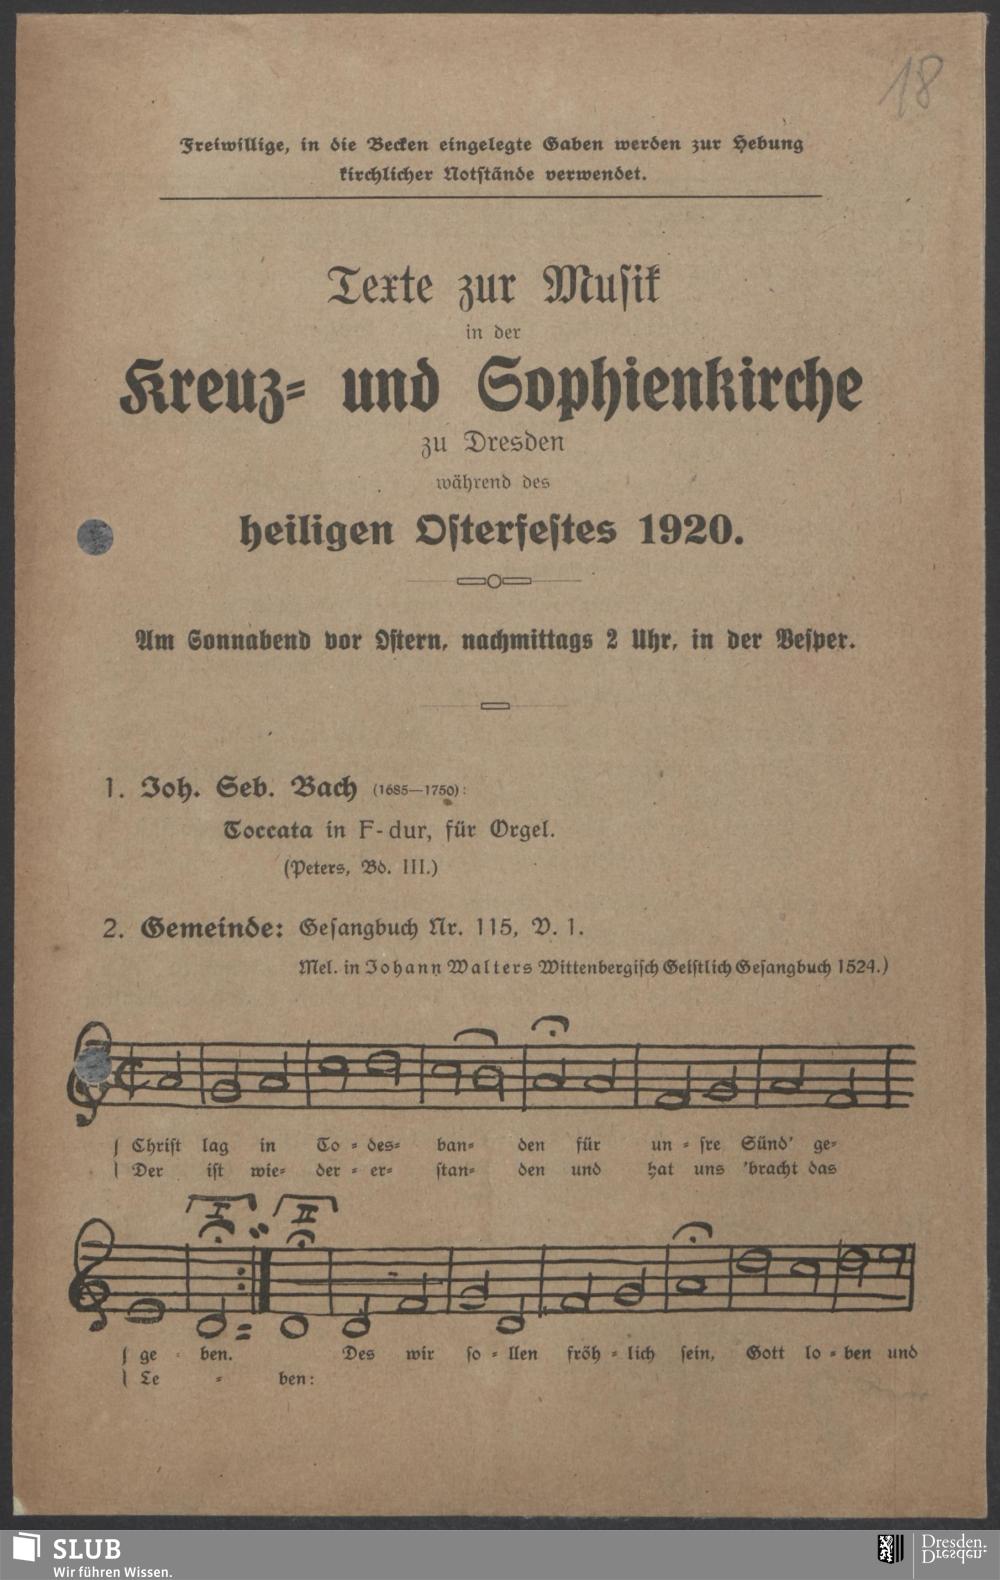 18
Freiwillige, in die Becken eingelegte Gaben werden zur Hebung
kirchlicher Notstände verwendet.
Texte zur Musik
in der
Kreuz- und Sophienkirche
zu Dresden
während des
heiligen Osterfestes 1920.
Am Sonnabend vor Ostern, nachmittags 2 Uhr, in der Vesper.
1. Joh. Seb. Bach (1685—1750):
Toccata in F-dur, für Orgel.
(Peters, Bd. III.)
2. Gemeinde: Gesangbuch Nr. 115, V. 1.
Mel. in Johann Walters Wittenbergisch Geistlich Gesangbuch 1524.)
Christ lag in To - des- ban- den für un - sre Sünd' ge-
Der ist wie- der - er- stan- den und hat uns 'bracht das
I II
ge - ben. Des wir so - llen fröh - lich sein, Gott lo - ben und
Le - ben:
SLUB
Wir führen Wissen.
Dresden.
Dresden.